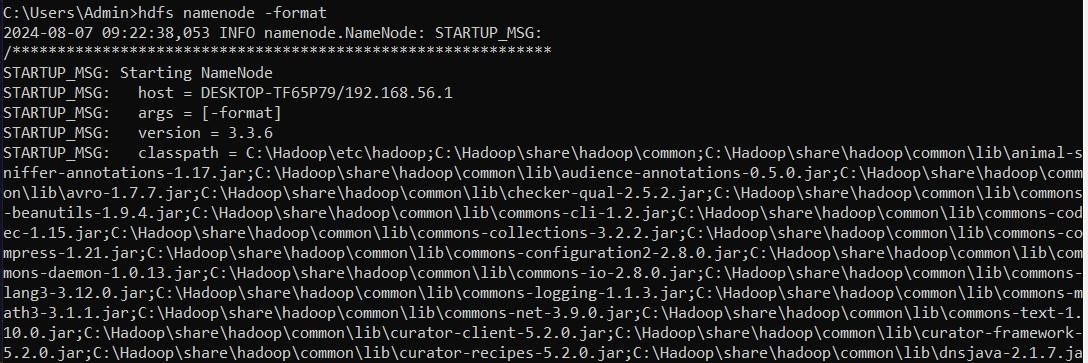 C:\Users\Admin>hdfs namenode -format
2024-08-07 09:22:38,053 INFO namenode.NameNode: STARTUP_MSG:
/************************************************************
STARTUP_MSG: Starting NameNode
STARTUP_MSG:   host = DESKTOP-TF65P79/192.168.56.1
STARTUP_MSG:   args = [-format]
STARTUP_MSG:   version = 3.3.6
STARTUP_MSG:   classpath = C:\Hadoop\etc\hadoop;C:\Hadoop\share\hadoop\common;C:\Hadoop\share\hadoop\common\lib\animal-s
niffer-annotations-1.17.jar;C:\Hadoop\share\hadoop\common\lib\audience-annotations-0.5.0.jar;C:\Hadoop\share\hadoop\comm
on\lib\avro-1.7.7.jar;C:\Hadoop\share\hadoop\common\lib\checker-qual-2.5.2.jar;C:\Hadoop\share\hadoop\common\lib\commons
-beanutils-1.9.4.jar;C:\Hadoop\share\hadoop\common\lib\commons-cli-1.2.jar;C:\Hadoop\share\hadoop\common\lib\commons-cod
ec-1.15.jar;C:\Hadoop\share\hadoop\common\lib\commons-collections-3.2.2.jar;C:\Hadoop\share\hadoop\common\lib\commons-co
mpress-1.21.jar;C:\Hadoop\share\hadoop\common\lib\commons-configuration2-2.8.0.jar;C:\Hadoop\share\hadoop\common\lib\com
mons-daemon-1.0.13.jar;C:\Hadoop\share\hadoop\common\lib\commons-io-2.8.0.jar;C:\Hadoop\share\hadoop\common\lib\commons-
lang3-3.12.0.jar;C:\Hadoop\share\hadoop\common\lib\commons-logging-1.1.3.jar;C:\Hadoop\share\hadoop\common\lib\commons-m
ath3-3.1.1.jar;C:\Hadoop\share\hadoop\common\lib\commons-net-3.9.0.jar;C:\Hadoop\share\hadoop\common\lib\commons-text-1.
10.0.jar;C:\Hadoop\share\hadoop\common\lib\curator-client-5.2.0.jar;C:\Hadoop\share\hadoop\common\lib\curator-framework-
5.2.0.jar;C:\Hadoop\share\hadoop\common\lib\curator-recipes-5.2.0.jar;C:\Hadoop\share\hadoop\common\lib\dnsjava-2.1.7.ja